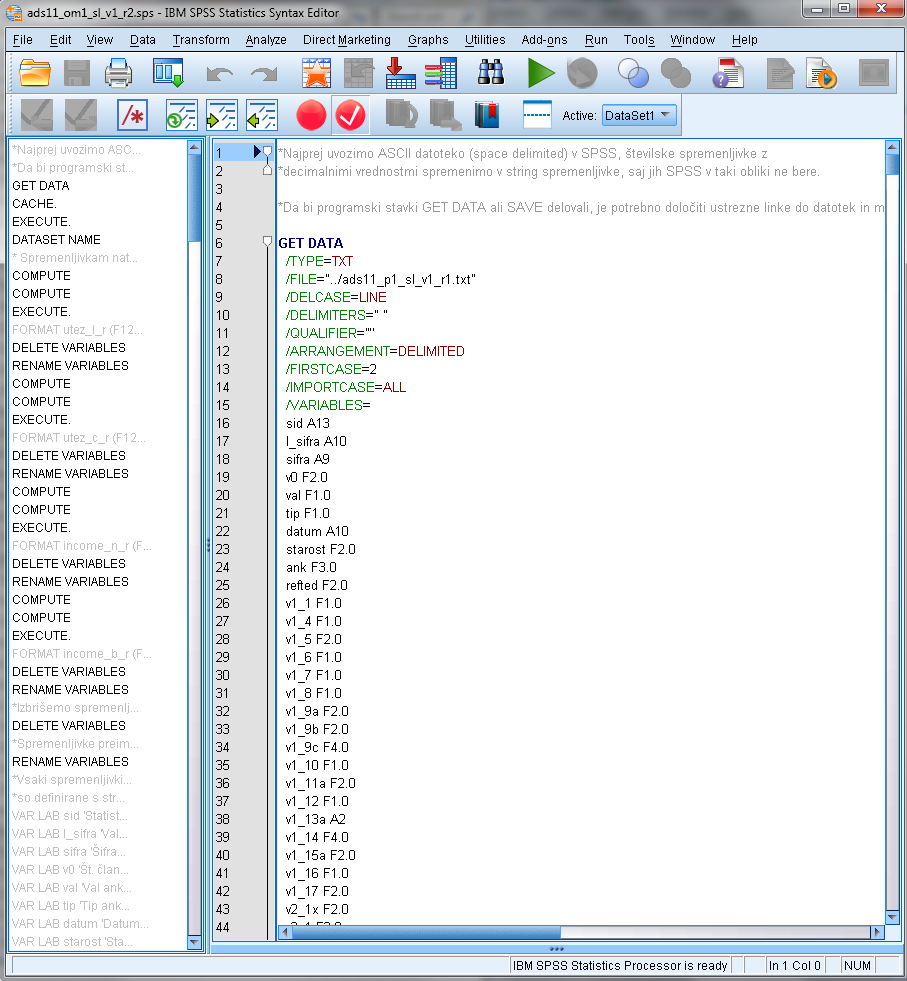 ads11_om1_sl_v1_r2.sps - IBM SPSS Statistics Syntax Editor
File Edit View Data Transform Analyze Direct Marketing Graphs Utilities Add-ons Run Tools Window Help
Active: DataSet1
*Najprej uvozimo ASC...
*Da bi programski st...
GET DATA
CACHE.
EXECUTE.
DATASET NAME
* Spremenljivkam nat...
COMPUTE
COMPUTE
EXECUTE.
FORMAT utez_l_r (F12...
DELETE VARIABLES
RENAME VARIABLES
COMPUTE
COMPUTE
EXECUTE.
FORMAT utez_c_r (F12...
DELETE VARIABLES
RENAME VARIABLES
COMPUTE
COMPUTE
EXECUTE.
FORMAT income_n_r (F...
DELETE VARIABLES
RENAME VARIABLES
COMPUTE
COMPUTE
EXECUTE.
FORMAT income_b_r (F...
DELETE VARIABLES
RENAME VARIABLES
*Izbrišemo spremenlj...
DELETE VARIABLES
*Spremenljivke preim...
RENAME VARIABLES
*Vsaki spremenljivki...
*so definirane s str...
VAR LAB sid 'Statist...
VAR LAB l_sifra 'Val...
VAR LAB sifra 'Šifra...
VAR LAB v0 'Št. član...
VAR LAB val 'Val ank...
VAR LAB tip 'Tip ank...
VAR LAB datum 'Datum...
VAR LAB starost 'Sta...
1 *Najprej uvozimo ASCII datoteko (space delimited) v SPSS, številske spremenljivke z
2 *decimalnimi vrednostmi spremenimo v string spremenljivke, saj jih SPSS v taki obliki ne bere.
3
4 *Da bi programski stavki GET DATA ali SAVE delovali, je potrebno določiti ustrezne linke do datotek in m
5
6 GET DATA
7 /TYPE=TXT
8 /FILE="../ads11_p1_sl_v1_r1.txt"
9 /DELCASE=LINE
10 /DELIMITERS=" "
11 /QUALIFIER='"'
12 /ARRANGEMENT=DELIMITED
13 /FIRSTCASE=2
14 /IMPORTCASE=ALL
15 /VARIABLES=
16 sid A13
17 l_sifra A10
18 sifra A9
19 v0 F2.0
20 val F1.0
21 tip F1.0
22 datum A10
23 starost F2.0
24 ank F3.0
25 refted F2.0
26 v1_1 F1.0
27 v1_4 F1.0
28 v1_5 F2.0
29 v1_6 F1.0
30 v1_7 F1.0
31 v1_8 F1.0
32 v1_9a F2.0
33 v1_9b F2.0
34 v1_9c F4.0
35 v1_10 F1.0
36 v1_11a F2.0
37 v1_12 F1.0
38 v1_13a A2
39 v1_14 F4.0
40 v1_15a F2.0
41 v1_16 F1.0
42 v1_17 F2.0
43 v2_1x F2.0
44
IBM SPSS Statistics Processor is ready In 1 Col 0 NUM